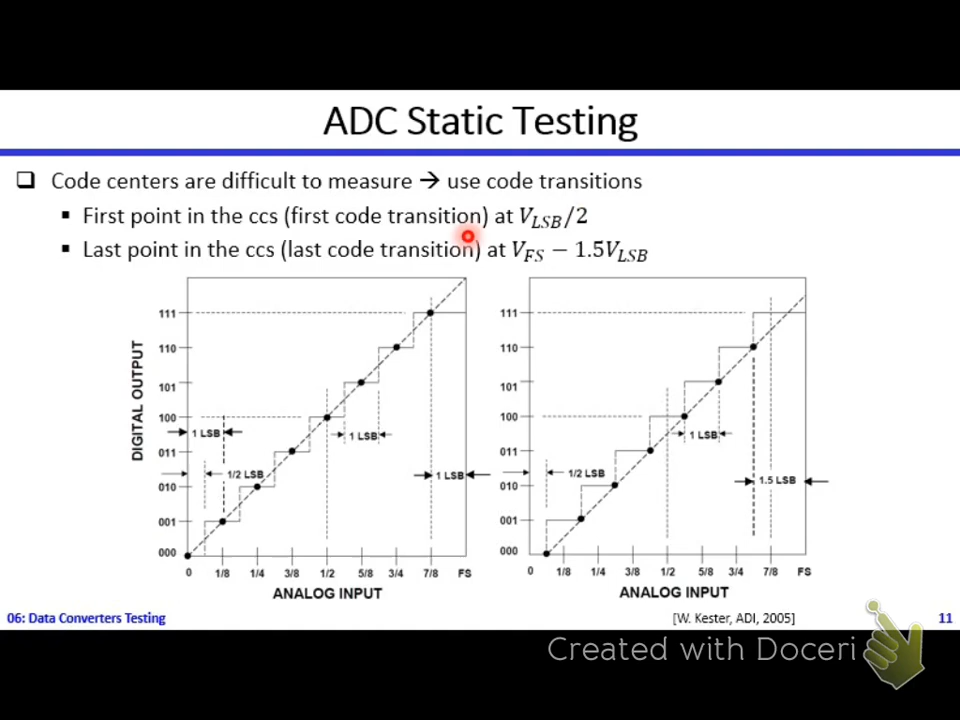 ADC Static Testing
❑ Code centers are difficult to measure → use code transitions
▪ First point in the ccs (first code transition) at V_LSB/2
▪ Last point in the ccs (last code transition) at V_FS − 1.5V_LSB
DIGITAL OUTPUT
111
110
101
100
011
010
001
000
1 LSB
1/2 LSB
1 LSB
1 LSB
0 1/8 1/4 3/8 1/2 5/8 3/4 7/8 FS
ANALOG INPUT
111
110
101
100
011
010
001
000
1/2 LSB
1 LSB
1.5 LSB
0 1/8 1/4 3/8 1/2 5/8 3/4 7/8 FS
ANALOG INPUT
06: Data Converters Testing
[W. Kester, ADI, 2005]
11
Created with Doceri